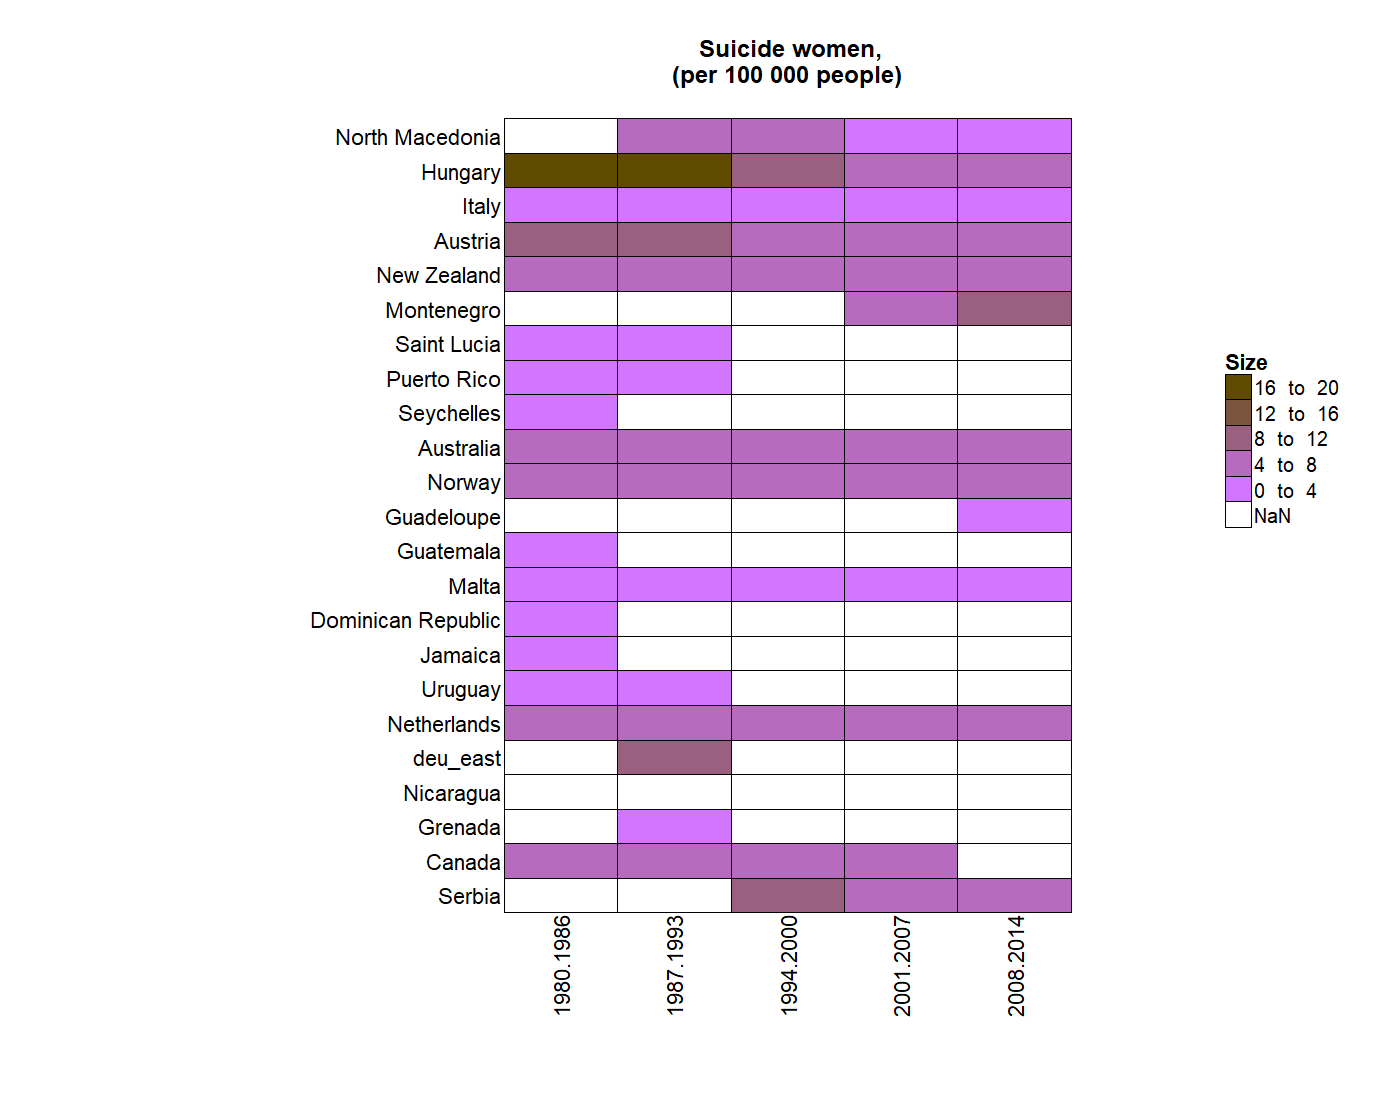 Suicide women,
(per 100 000 people)
North Macedonia
Hungary
Italy
Austria
New Zealand
Montenegro
Saint Lucia
Puerto Rico
Seychelles
Australia
Norway
Guadeloupe
Guatemala
Malta
Dominican Republic
Jamaica
Uruguay
Netherlands
deu_east
Nicaragua
Grenada
Canada
Serbia
1980.1986
1987.1993
1994.2000
2001.2007
2008.2014
Size
16 to 20
12 to 16
8 to 12
4 to 8
0 to 4
NaN